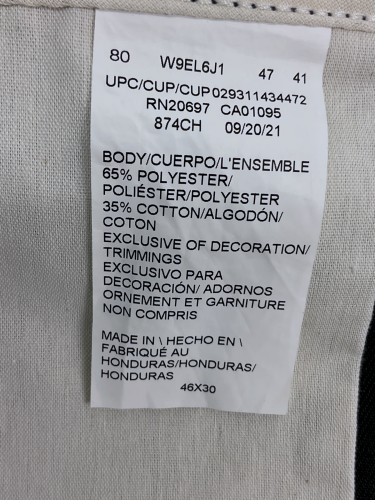 80 W9EL6J1 47 41
UPC/CUP/CUP029311434472
RN20697 CA01095
874CH 09/20/21
BODY/CUERPO/L'ENSEMBLE
65% POLYESTER/
POLIÉSTER/POLYESTER
35% COTTON/ALGODÓN/
COTON
EXCLUSIVE OF DECORATION/
TRIMMINGS
EXCLUSIVO PARA
DECORACIÓN/ ADORNOS
ORNEMENT ET GARNITURE
NON COMPRIS
MADE IN \ HECHO EN \
FABRIQUÉ AU
HONDURAS/HONDURAS/
HONDURAS
46X30